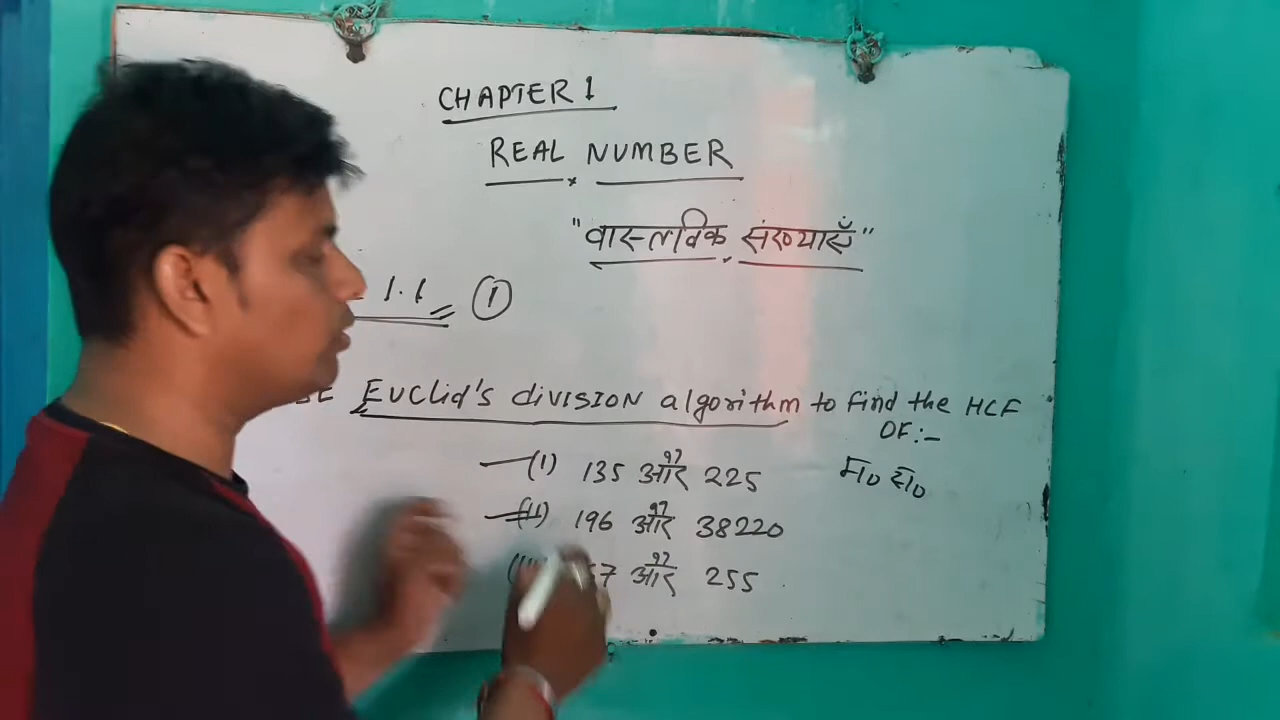 CHAPTER 1
REAL NUMBER
"वास्तविक संख्याएँ"
1.1 ①
Euclid's division algorithm to find the HCF
OF:-
(I) 135 और 225
म० स०
(II) 196 और 38220
और 255